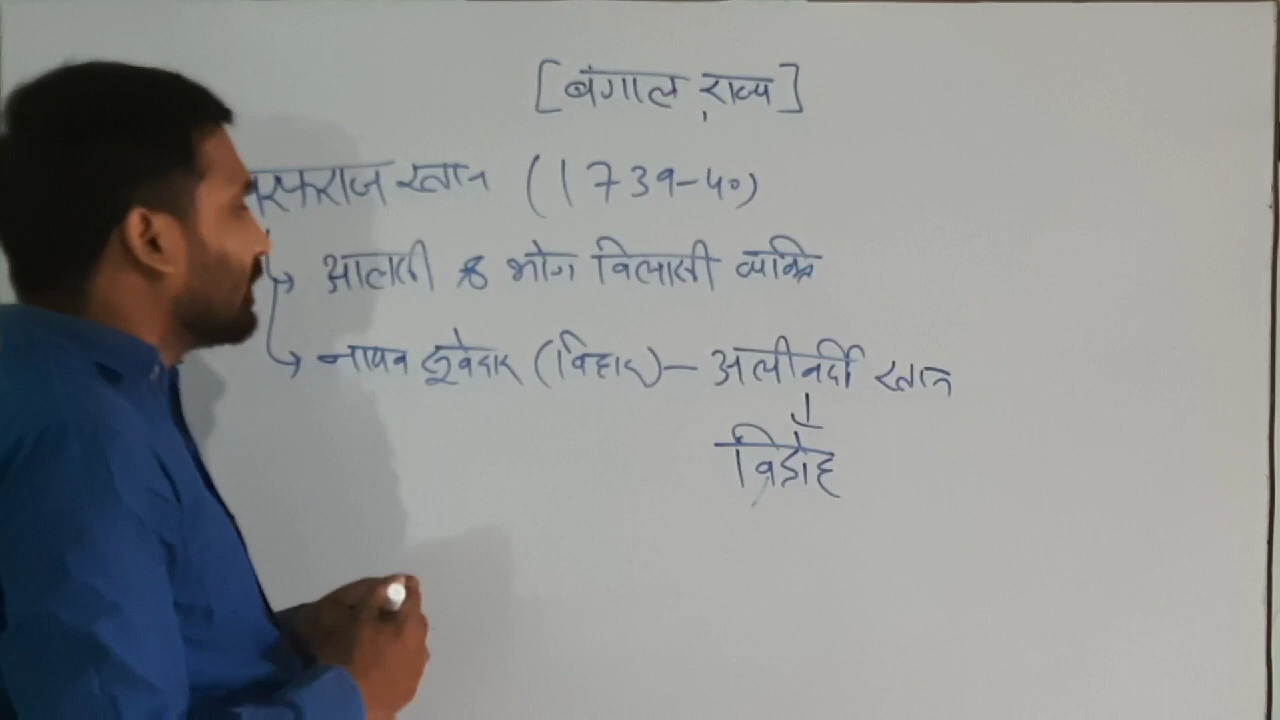 [बंगाल राज्य]
सरफराज खान (1739-40)
आलसी & भोग विलासी व्यक्ति
नायब सूबेदार (बिहार) – अलीवर्दी खान
विद्रोह